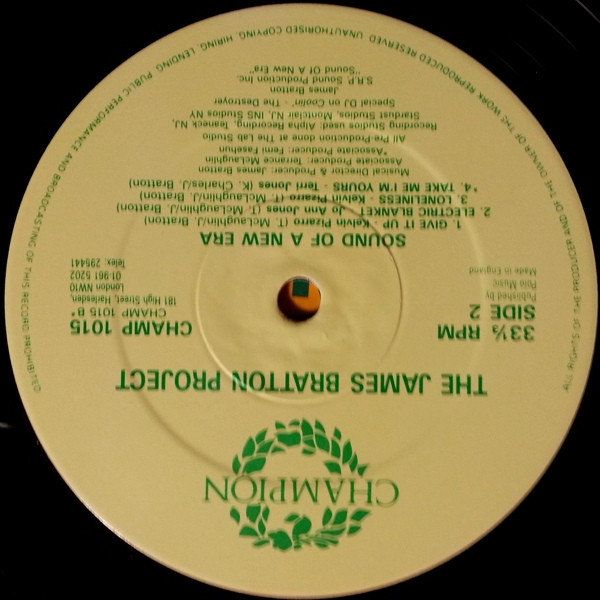 CHAMPION
THE JAMES BRATTON PROJECT
33⅓ RPM
SIDE 2
Published by
Polo Music
Made in England
CHAMP 1015
CHAMP 1015 B*
181 High Street, Harlesden,
London NW10
01-961 5202
Telex: 295441
SOUND OF A NEW ERA
1. GIVE IT UP - Kelvin Pizarro (T. McLaughlin/J. Bratton)
2. ELECTRIC BLANKET - Jo Ann Jones (T. McLaughlin/J. Bratton)
3. LONELINESS - Kelvin Pizarro (T. McLaughlin/J. Bratton)
*4. TAKE ME I'M YOURS - Terri Jones (K. Charles/J. Bratton)
Musical Director & Producer: James Bratton
Associate Producer: Terrance McLaughlin
*Associate Producer: Femi Fashun
All Pre-Production done at The Lab Studio
Recording Studios used; Alpha Recording, Teaneck NJ,
Stardust Studios, Montclair NJ, INS Studios NY
Special DJ on Coolin' - The Destroyer
James Bratton
S.R.P. Sound Production Inc.
"Sound Of A New Era"
ALL RIGHTS OF THE PRODUCER AND OF THE OWNER OF THE WORK REPRODUCED RESERVED UNAUTHORISED COPYING HIRING LENDING PUBLIC PERFORMANCE AND BROADCASTING OF THIS RECORD PROHIBITED